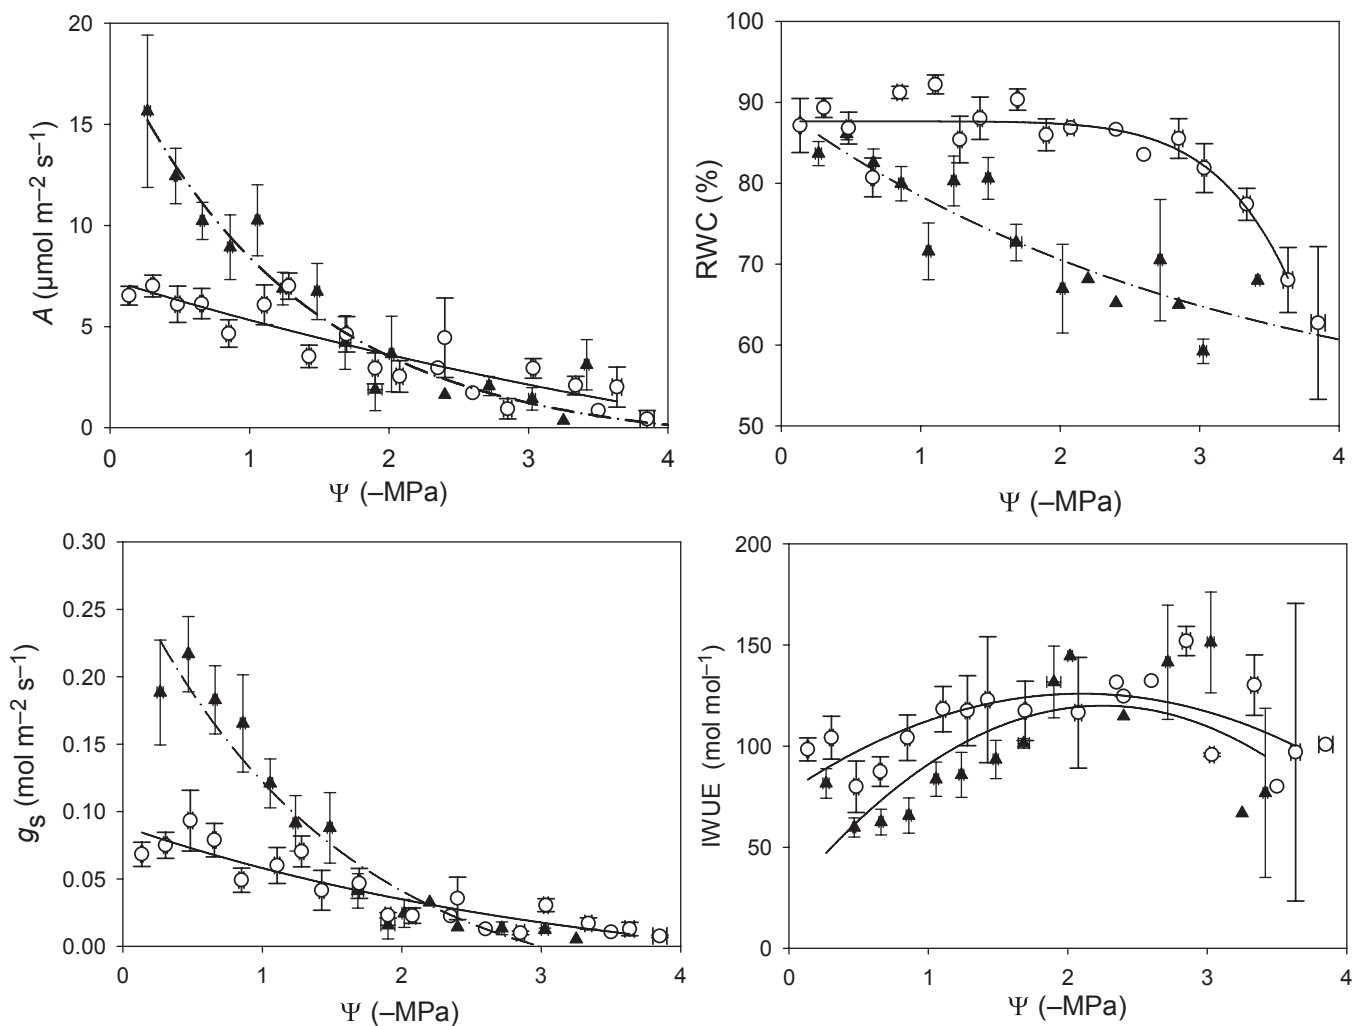 20
15
10
5
0
A (μmol m–2 s–1)
0 1 2 3 4
Ψ (–MPa)
100
90
80
70
60
50
RWC (%)
0 1 2 3 4
Ψ (–MPa)
0.30
0.25
0.20
0.15
0.10
0.05
0.00
gs (mol m–2 s–1)
0 1 2 3 4
Ψ (–MPa)
200
150
100
50
0
IWUE (mol mol–1)
0 1 2 3 4
Ψ (–MPa)